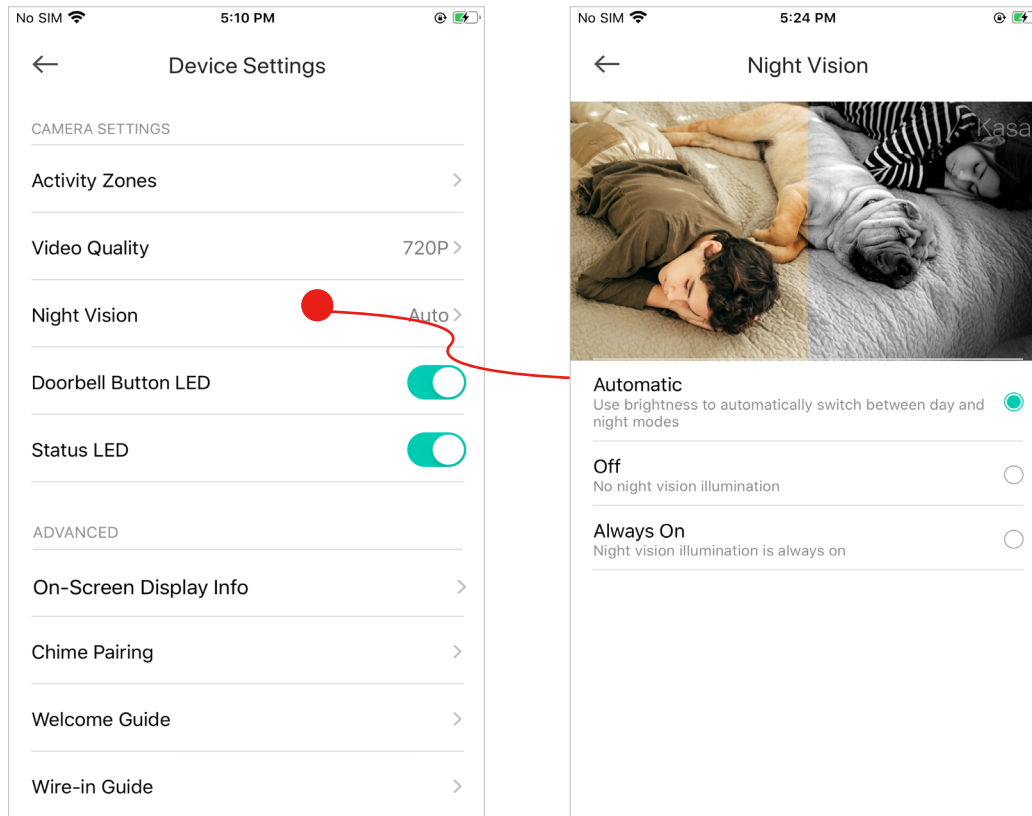 No SIM 5:10 PM
Device Settings
CAMERA SETTINGS
Activity Zones
Video Quality 720P
Night Vision Auto
Doorbell Button LED
Status LED
ADVANCED
On-Screen Display Info
Chime Pairing
Welcome Guide
Wire-in Guide
No SIM 5:24 PM
Night Vision
Kasa
Automatic
Use brightness to automatically switch between day and
night modes
Off
No night vision illumination
Always On
Night vision illumination is always on